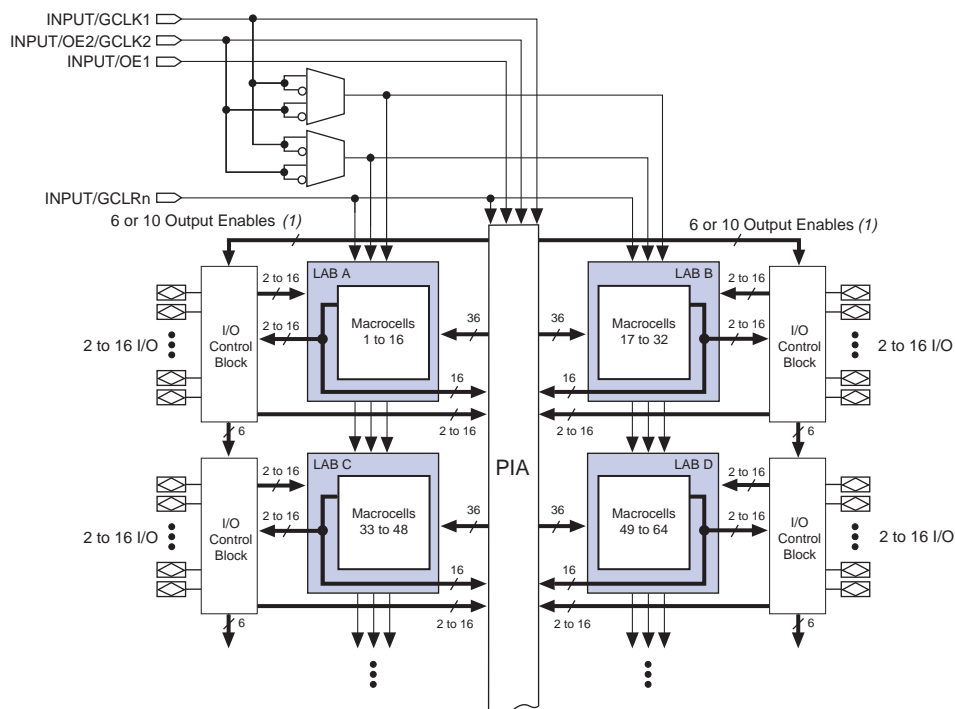 INPUT/GCLK1
INPUT/OE2/GCLK2
INPUT/OE1
INPUT/GCLRn
6 or 10 Output Enables (1)
6 or 10 Output Enables (1)
LAB A
LAB B
2 to 16
2 to 16
Macrocells
1 to 16
Macrocells
17 to 32
36
36
2 to 16
2 to 16
I/O
Control
Block
I/O
Control
Block
2 to 16 I/O
2 to 16 I/O
16
16
2 to 16
2 to 16
6
6
PIA
LAB C
LAB D
2 to 16
2 to 16
Macrocells
33 to 48
Macrocells
49 to 64
36
36
2 to 16
2 to 16
I/O
Control
Block
I/O
Control
Block
2 to 16 I/O
2 to 16 I/O
16
16
2 to 16
2 to 16
6
6